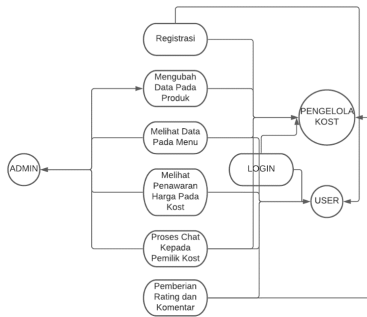 Registrasi
Mengubah
Data Pada
Produk
PENGELOLA
KOST
Melihat Data
Pada Menu
ADMIN
LOGIN
Melihat
Penawaran
Harga Pada
Kost
USER
Proses Chat
Kepada
Pemilik Kost
Pemberian
Rating dan
Komentar